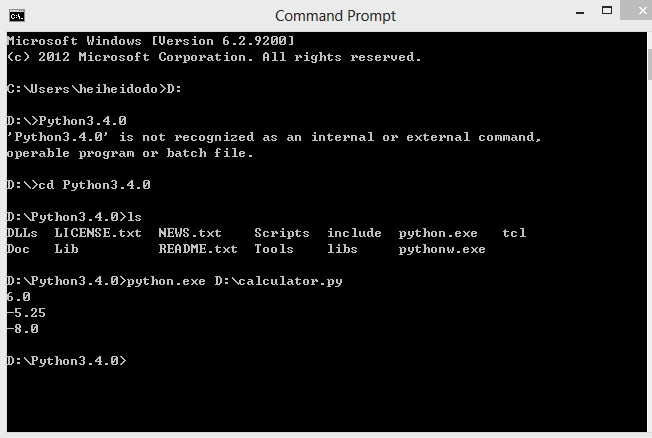 Command Prompt
Microsoft Windows [Version 6.2.9200]
(c) 2012 Microsoft Corporation. All rights reserved.
C:\Users\heiheidodo>D:
D:\>Python3.4.0
'Python3.4.0' is not recognized as an internal or external command,
operable program or batch file.
D:\>cd Python3.4.0
D:\Python3.4.0>ls
DLLs  LICENSE.txt  NEWS.txt    Scripts  include  python.exe   tcl
Doc   Lib          README.txt  Tools    libs     pythonw.exe
D:\Python3.4.0>python.exe D:\calculator.py
6.0
-5.25
-8.0
D:\Python3.4.0>